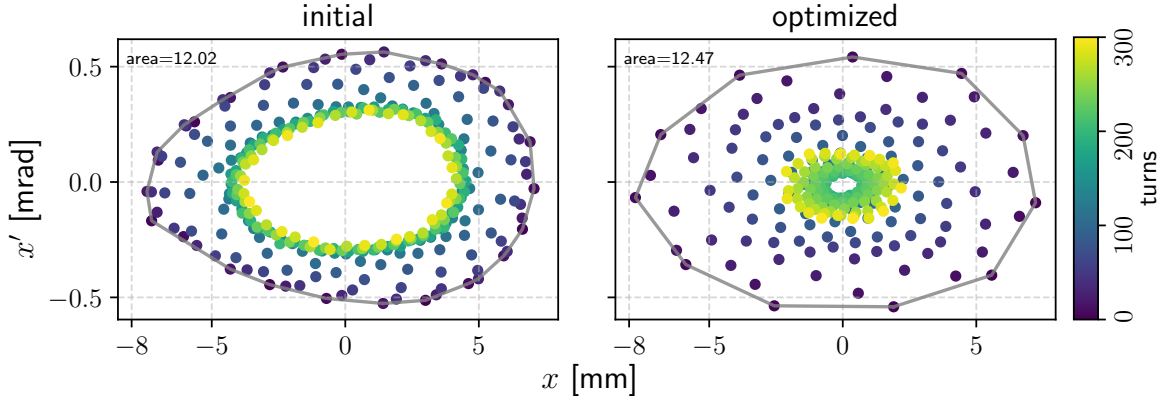 initial
optimized
area=12.02
area=12.47
0.5
0.0
−0.5
x′ [mrad]
−8
−5
0
5
−8
−5
0
5
x [mm]
300
200
100
0
turns